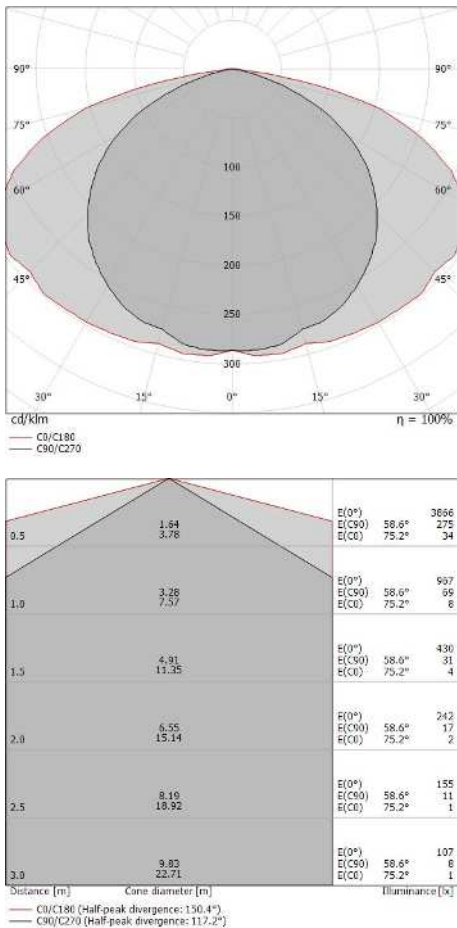 90° 90°
75° 75°
100
60° 60°
150
200
45° 45°
250
300
30° 15° 0° 15° 30°
cd/klm η = 100%
C0/C180
C90/C270
0.5 1.64 3.78 E(0°) 3866
E(C90) 58.6° 275
E(C0) 75.2° 34
1.0 3.28 7.57 E(0°) 967
E(C90) 58.6° 69
E(C0) 75.2° 8
1.5 4.91 11.35 E(0°) 430
E(C90) 58.6° 31
E(C0) 75.2° 4
2.0 6.55 15.14 E(0°) 242
E(C90) 58.6° 17
E(C0) 75.2° 2
2.5 8.19 18.92 E(0°) 155
E(C90) 58.6° 11
E(C0) 75.2° 1
3.0 9.83 22.71 E(0°) 107
E(C90) 58.6° 8
E(C0) 75.2° 1
Distance [m] Cone diameter [m] Illuminance [lx]
C0/C180 (Half-peak divergence: 150.4°)
C90/C270 (Half-peak divergence: 117.2°)